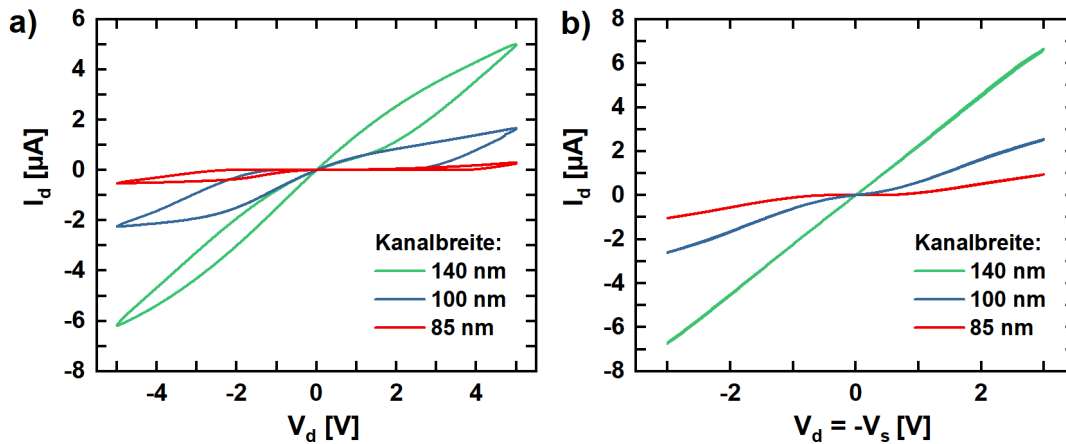 a)
I_d [µA]
6
4
2
0
-2
-4
-6
-8
-4
-2
0
2
4
V_d [V]
Kanalbreite:
140 nm
100 nm
85 nm
b)
I_d [µA]
8
6
4
2
0
-2
-4
-6
-8
-2
0
2
V_d = -V_s [V]
Kanalbreite:
140 nm
100 nm
85 nm